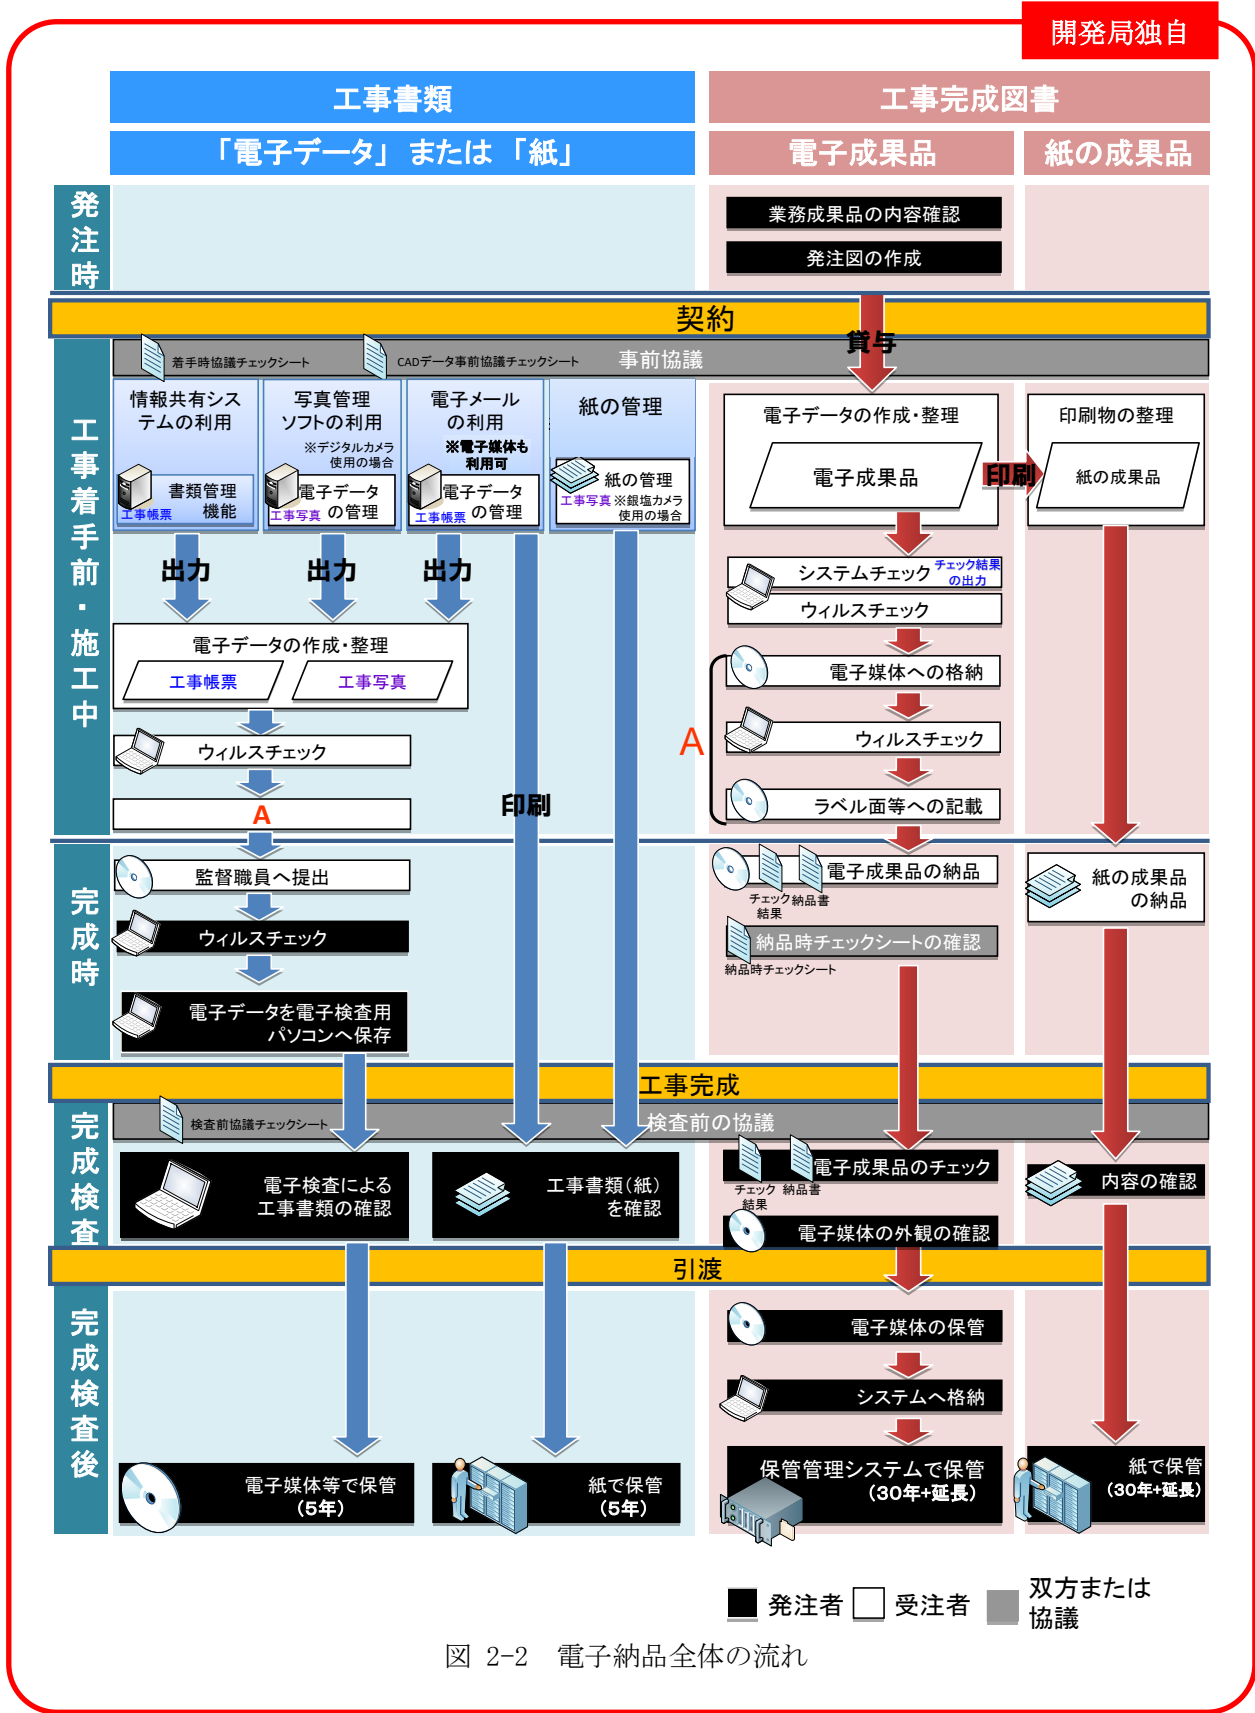 開発局独自
工事書類
工事完成図書
「電子データ」または「紙」
電子成果品
紙の成果品
発注時
業務成果品の内容確認
発注図の作成
契約
貸与
工事着手前・施工中
着手時協議チェックシート
CADデータ事前協議チェックシート
事前協議
情報共有シス
テムの利用
書類管理
機能
工事帳票
写真管理
ソフトの利用
※デジタルカメラ
使用の場合
電子データ
の管理
工事写真
電子メール
の利用
※電子媒体も
利用可
電子データ
の管理
工事帳票
紙の管理
紙の管理
工事写真 ※銀塩カメラ
使用の場合
電子データの作成・整理
電子成果品
印刷
印刷物の整理
紙の成果品
出力
出力
出力
システムチェック
チェック結果
の出力
ウィルスチェック
電子データの作成・整理
工事帳票
工事写真
電子媒体への格納
A
ウィルスチェック
ウィルスチェック
A
印刷
ラベル面等への記載
完成時
監督職員へ提出
電子成果品の納品
チェック
結果
納品書
紙の成果品
の納品
ウィルスチェック
納品時チェックシートの確認
納品時チェックシート
電子データを電子検査用
パソコンへ保存
工事完成
完成検査
検査前協議チェックシート
検査前の協議
電子検査による
工事書類の確認
工事書類(紙)
を確認
電子成果品のチェック
チェック
結果
納品書
内容の確認
電子媒体の外観の確認
引渡
完成検査後
電子媒体の保管
システムへ格納
電子媒体等で保管
(5年)
紙で保管
(5年)
保管管理システムで保管
(30年+延長)
紙で保管
(30年+延長)
発注者
受注者
双方または
協議
図 2-2 電子納品全体の流れ